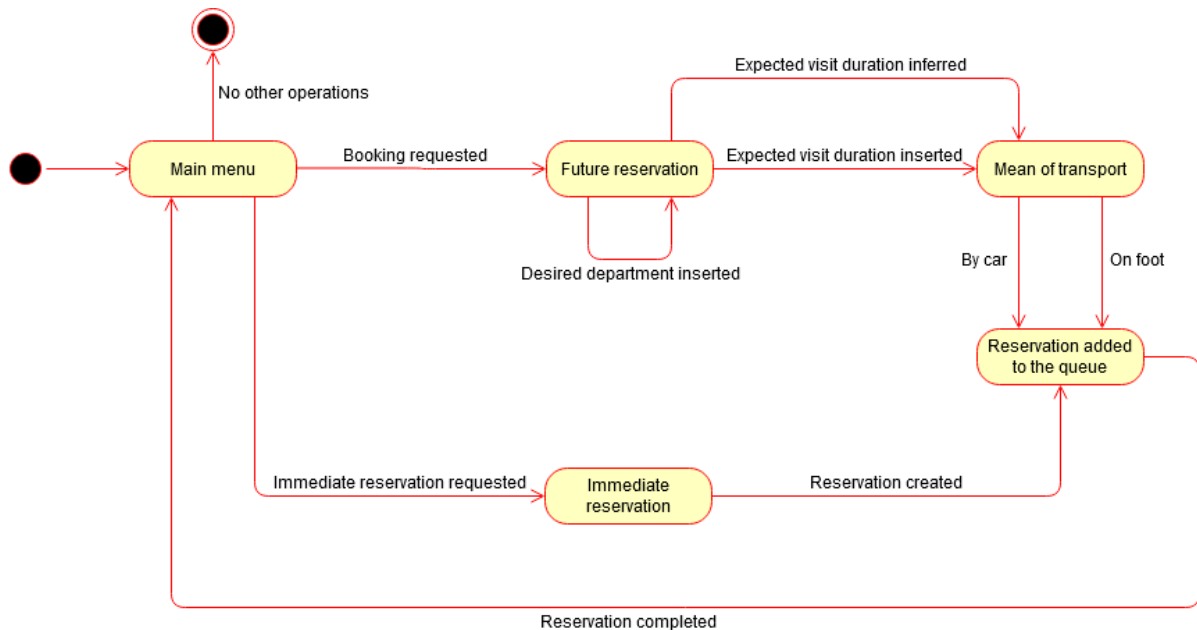 Expected visit duration inferred
No other operations
Main menu
Booking requested
Future reservation
Expected visit duration inserted
Mean of transport
Desired department inserted
By car
On foot
Reservation added
to the queue
Immediate reservation requested
Immediate
reservation
Reservation created
Reservation completed